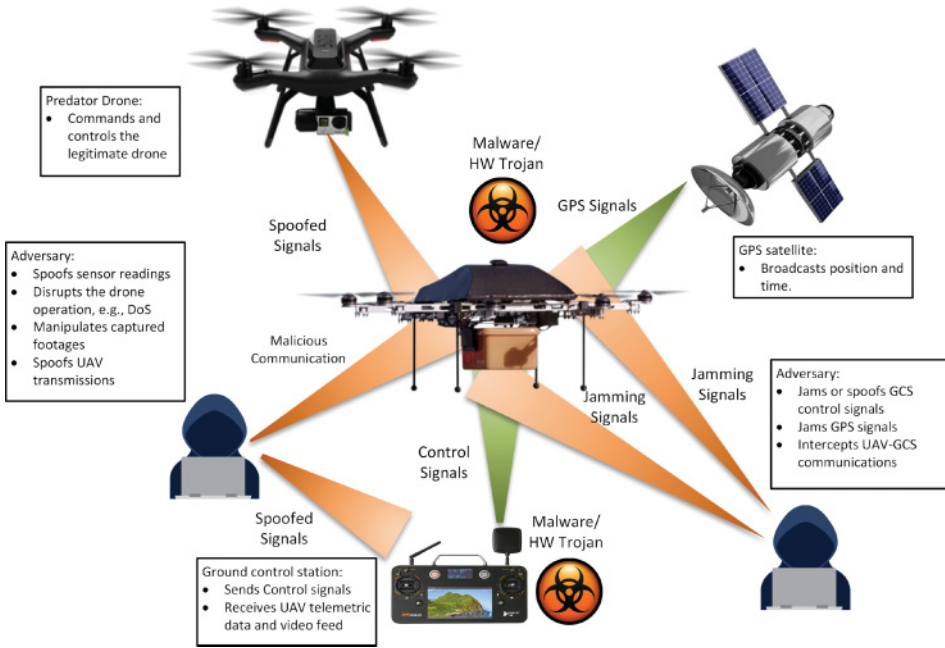 Predator Drone:
• Commands and
controls the
legitimate drone
Malware/
HW Trojan
GPS Signals
Spoofed
Signals
GPS satellite:
• Broadcasts position and
time.
Adversary:
• Spoofs sensor readings
• Disrupts the drone
operation, e.g., DoS
• Manipulates captured
footages
• Spoofs UAV
transmissions
Malicious
Communication
Jamming
Signals
Jamming
Signals
Adversary:
• Jams or spoofs GCS
control signals
• Jams GPS signals
• Intercepts UAV-GCS
communications
Control
Signals
Spoofed
Signals
Malware/
HW Trojan
Ground control station:
• Sends Control signals
• Receives UAV telemetric
data and video feed